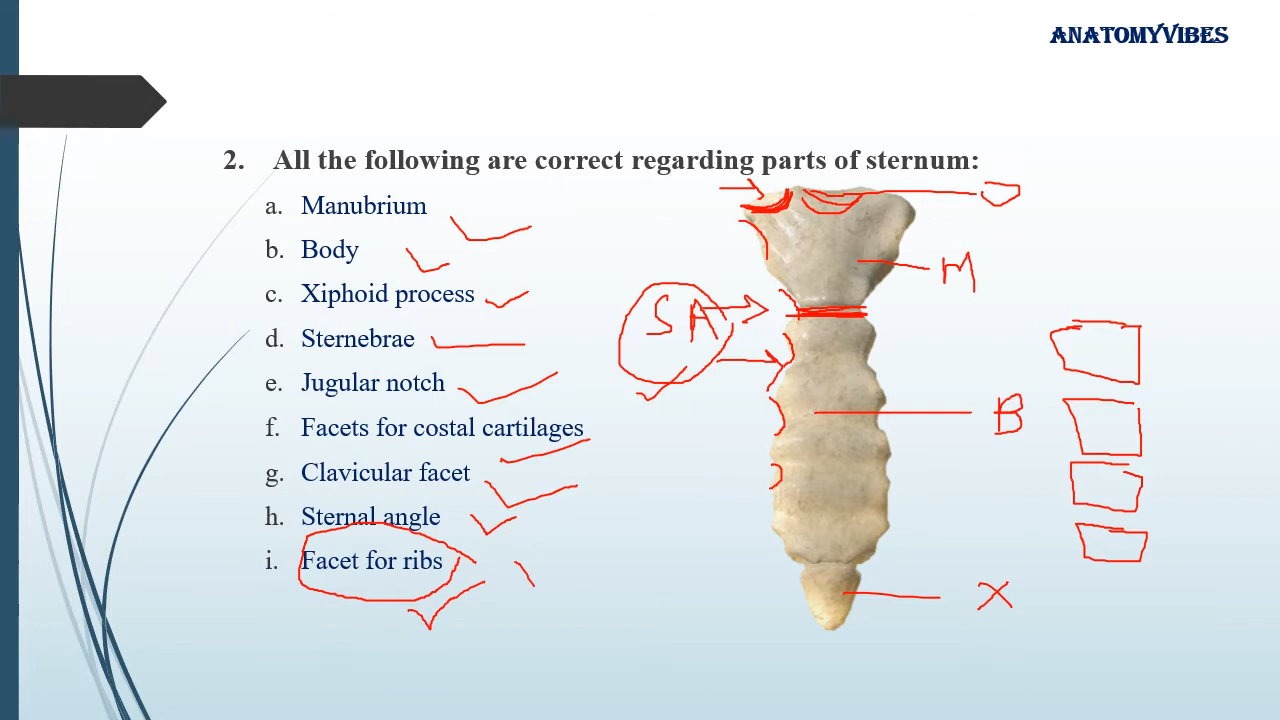 ANATOMYVIBES
2. All the following are correct regarding parts of sternum:
a. Manubrium
b. Body
c. Xiphoid process
d. Sternebrae
e. Jugular notch
f. Facets for costal cartilages
g. Clavicular facet
h. Sternal angle
i. Facet for ribs
M
SA
B
X